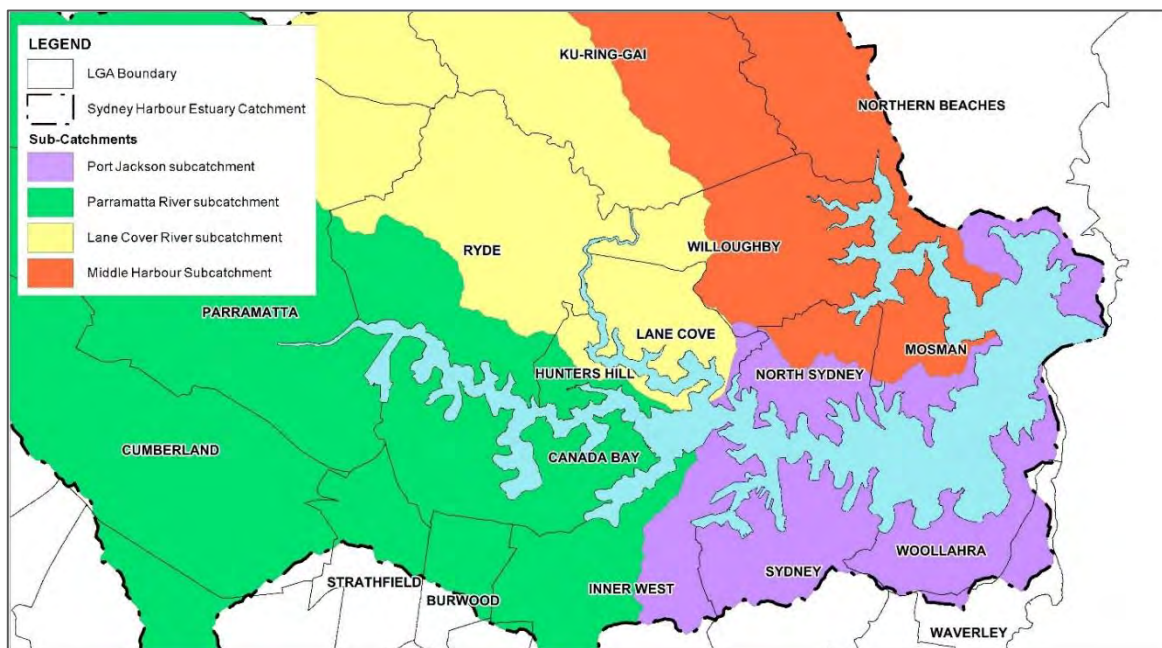 LEGEND
LGA Boundary
Sydney Harbour Estuary Catchment
Sub-Catchments
Port Jackson subcatchment
Parramatta River subcatchment
Lane Cover River subcatchment
Middle Harbour Subcatchment
KU-RING-GAI
NORTHERN BEACHES
RYDE
WILLOUGHBY
PARRAMATTA
LANE COVE
MOSMAN
HUNTERS HILL
NORTH SYDNEY
CUMBERLAND
CANADA BAY
WOOLLAHRA
STRATHFIELD
INNER WEST
SYDNEY
BURWOOD
WAVERLEY